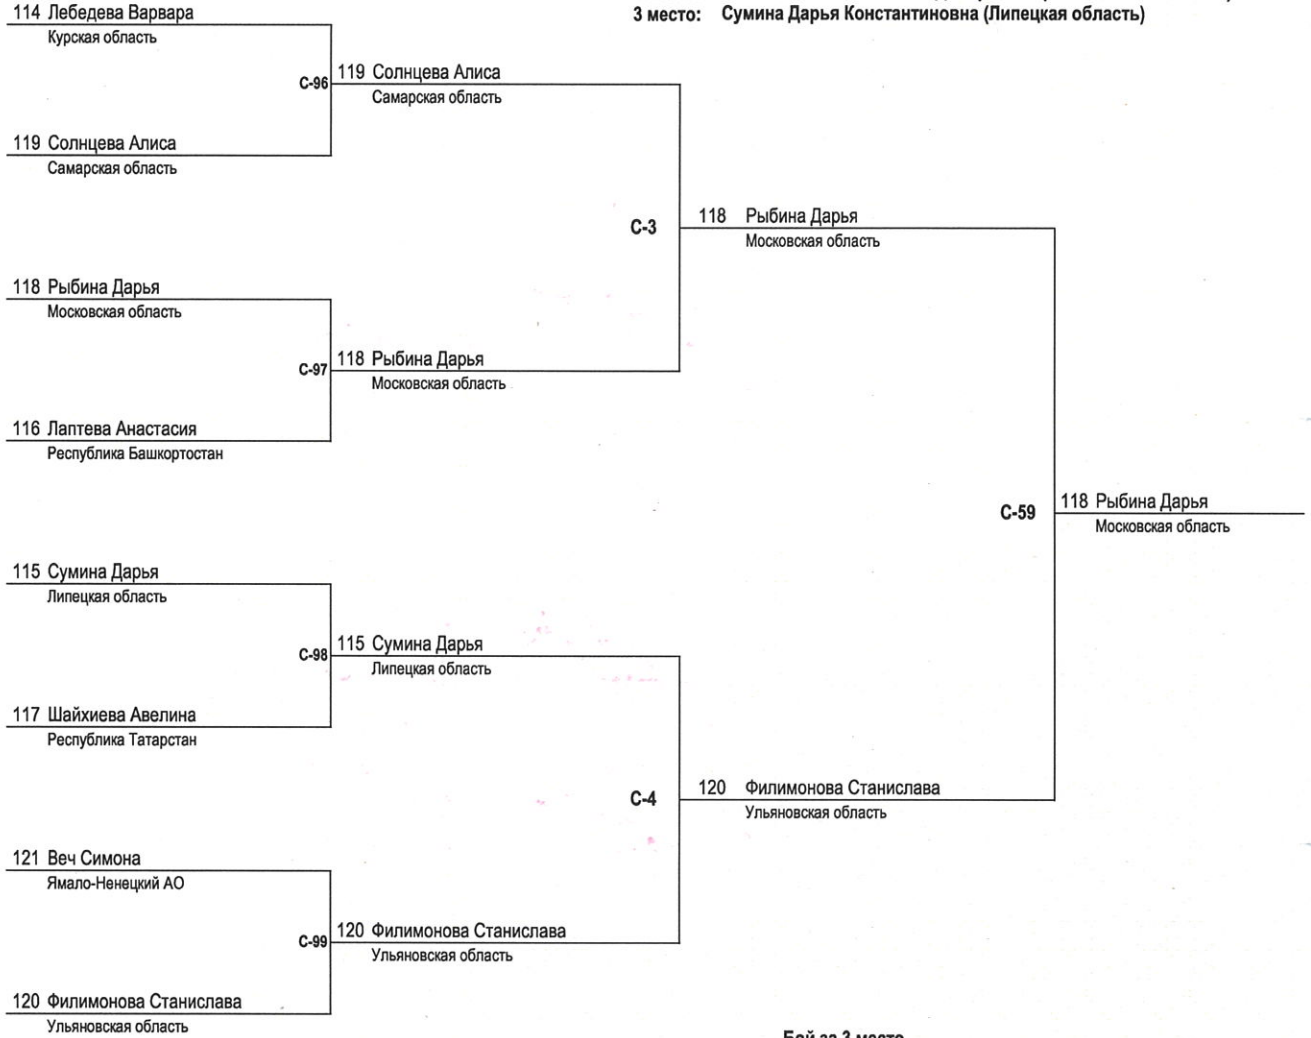 114 Лебедева Варвара
Курская область
3 место: Сумина Дарья Константиновна (Липецкая область)
С-96
119 Солнцева Алиса
Самарская область
119 Солнцева Алиса
Самарская область
С-3
118 Рыбина Дарья
Московская область
118 Рыбина Дарья
Московская область
С-97
118 Рыбина Дарья
Московская область
116 Лаптева Анастасия
Республика Башкортостан
С-59
118 Рыбина Дарья
Московская область
115 Сумина Дарья
Липецкая область
С-98
115 Сумина Дарья
Липецкая область
117 Шайхиева Авелина
Республика Татарстан
С-4
120 Филимонова Станислава
Ульяновская область
121 Веч Симона
Ямало-Ненецкий АО
С-99
120 Филимонова Станислава
Ульяновская область
120 Филимонова Станислава
Ульяновская область
Бой за 3 место